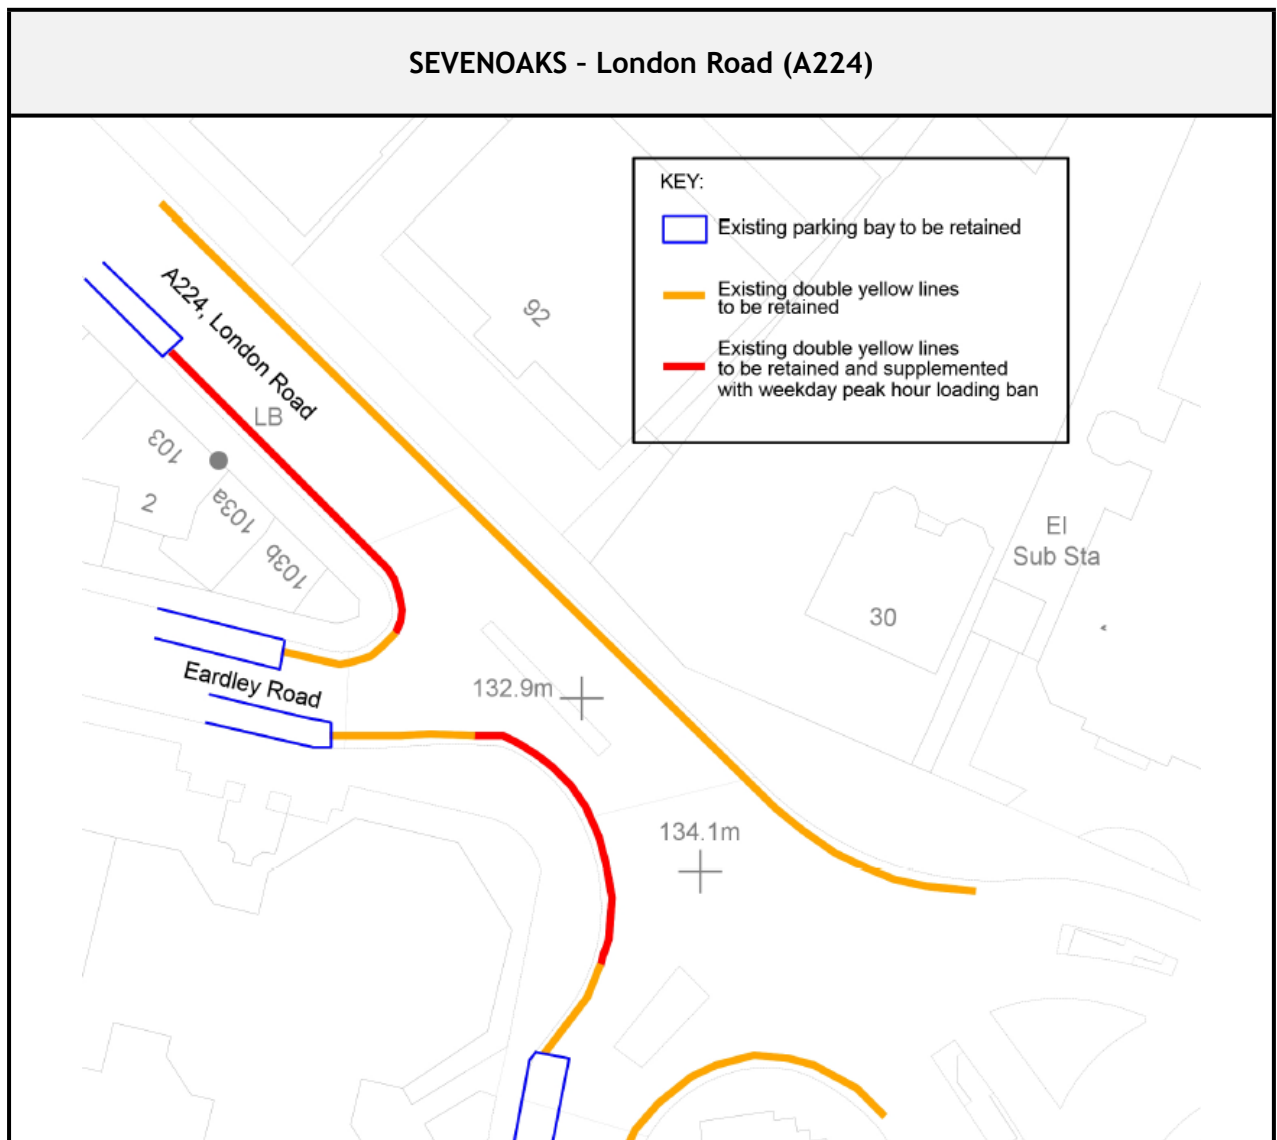 SEVENOAKS – London Road (A224)
KEY:
Existing parking bay to be retained
Existing double yellow lines
to be retained
Existing double yellow lines
to be retained and supplemented
with weekday peak hour loading ban
A224, London Road
92
LB
103
2
103a
103b
El
Sub Sta
30
Eardley Road
132.9m
134.1m